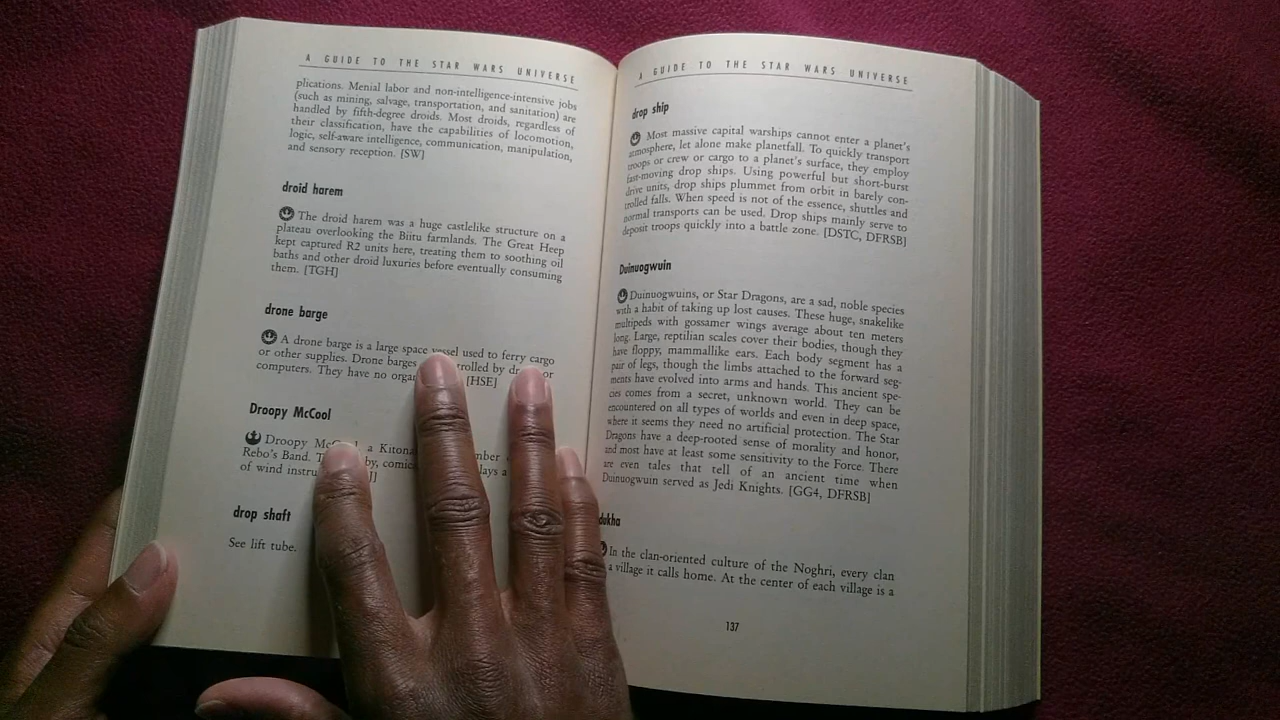 A GUIDE TO THE STAR WARS UNIVERSE
plications. Menial labor and non-intelligence-intensive jobs
(such as mining, salvage, transportation, and sanitation) are
handled by fifth-degree droids. Most droids, regardless of
their classification, have the capabilities of locomotion,
logic, self-aware intelligence, communication, manipulation,
and sensory reception. [SW]
droid harem
The droid harem was a huge castlelike structure on a
plateau overlooking the Biitu farmlands. The Great Heep
kept captured R2 units here, treating them to soothing oil
baths and other droid luxuries before eventually consuming
them. [TGH]
drone barge
A drone barge is a large space vessel used to ferry cargo
or other supplies. Drone barges trolled by or
computers. They have no [HSE]
Droopy McCool
Droopy a
Rebo's Band.
of wind
drop shaft
See lift tube.
A GUIDE TO THE STAR WARS UNIVERSE
drop ship
Most massive capital warships cannot enter a planet's
atmosphere, let alone make planetfall. To quickly transport
troops or crew or cargo to a planet's surface, they employ
fast-moving drop ships. Using powerful but short-burst
drive units, drop ships plummet from orbit in barely con-
trolled falls. When speed is not of the essence, shuttles and
normal transports can be used. Drop ships mainly serve to
deposit troops quickly into a battle zone. [DSTC, DFRSB]
Duinuogwuin
Duinuogwuins, or Star Dragons, are a sad, noble species
with a habit of taking up lost causes. These huge, snakelike
multipeds with gossamer wings average about ten meters
long. Large, reptilian scales cover their bodies, though they
have floppy, mammallike ears. Each body segment has a
pair of legs, though the limbs attached to the forward seg-
ments have evolved into arms and hands. This ancient spe-
cies comes from a secret, unknown world. They can be
encountered on all types of worlds and even in deep space,
where it seems they need no artificial protection. The Star
Dragons have a deep-rooted sense of morality and honor,
and most have at least some sensitivity to the Force. There
are even tales that tell of an ancient time when
Duinuogwuin served as Jedi Knights. [GG4, DFRSB]
dukha
In the clan-oriented culture of the Noghri, every clan
a village it calls home. At the center of each village is a
137